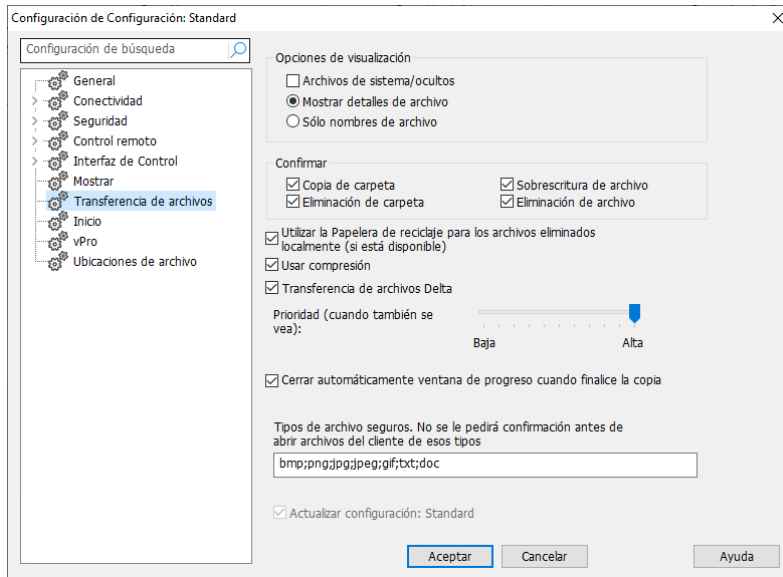 Configuración de Configuración: Standard
Configuración de búsqueda
General
Conectividad
Seguridad
Control remoto
Interfaz de Control
Mostrar
Transferencia de archivos
Inicio
vPro
Ubicaciones de archivo
Opciones de visualización
Archivos de sistema/ocultos
Mostrar detalles de archivo
Sólo nombres de archivo
Confirmar
Copia de carpeta
Sobrescritura de archivo
Eliminación de carpeta
Eliminación de archivo
Utilizar la Papelera de reciclaje para los archivos eliminados
localmente (si está disponible)
Usar compresión
Transferencia de archivos Delta
Prioridad (cuando también se
vea):
Baja
Alta
Cerrar automáticamente ventana de progreso cuando finalice la copia
Tipos de archivo seguros. No se le pedirá confirmación antes de
abrir archivos del cliente de esos tipos
bmp;png;jpg;jpeg;gif;txt;doc
Actualizar configuración: Standard
Aceptar
Cancelar
Ayuda